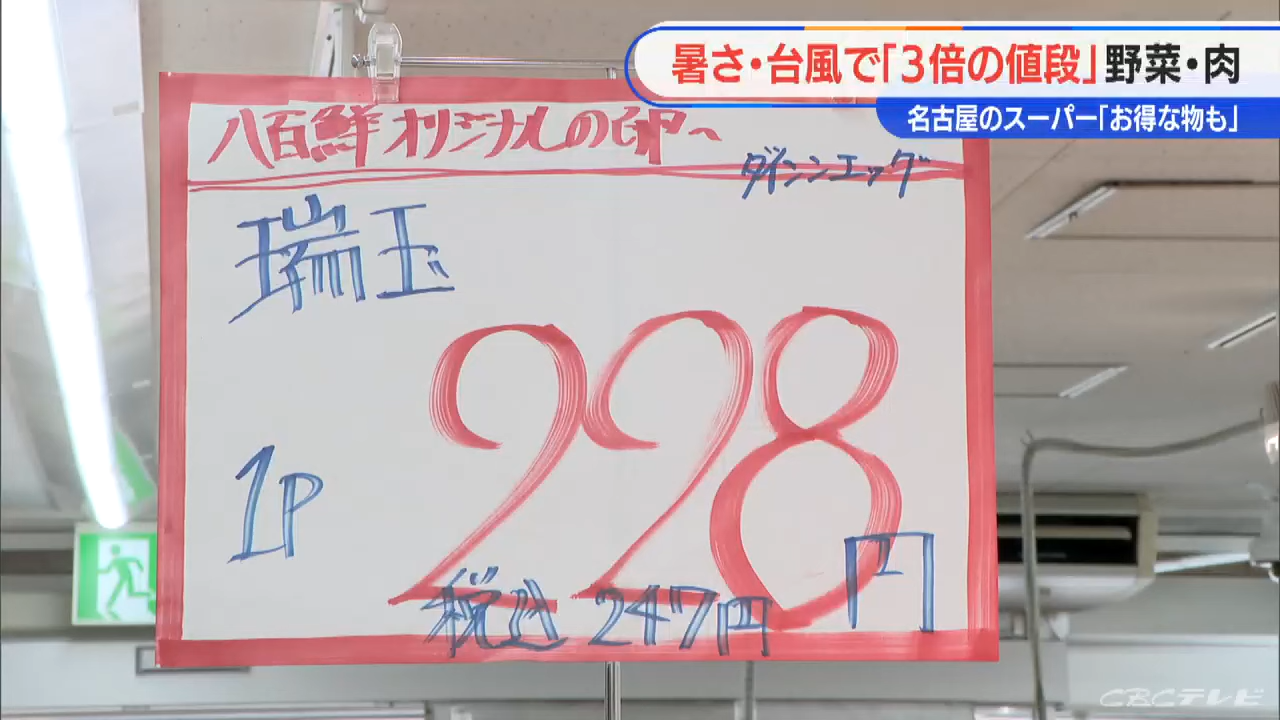 暑さ・台風で「3倍の値段」野菜・肉
名古屋のスーパー「お得な物も」
八百鮮オリジナルの卵へ
ダイシンエッグ
瑞玉
1P
228円
税込 247円
CBCテレビ